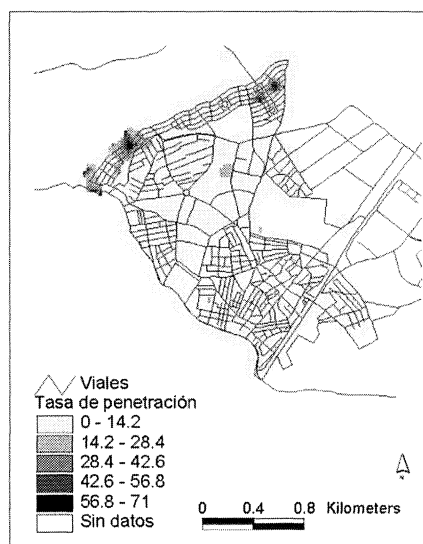 Viales
Tasa de penetración
0 - 14.2
14.2 - 28.4
28.4 - 42.6
42.6 - 56.8
56.8 - 71
Sin datos
0 0.4 0.8 Kilometers
N